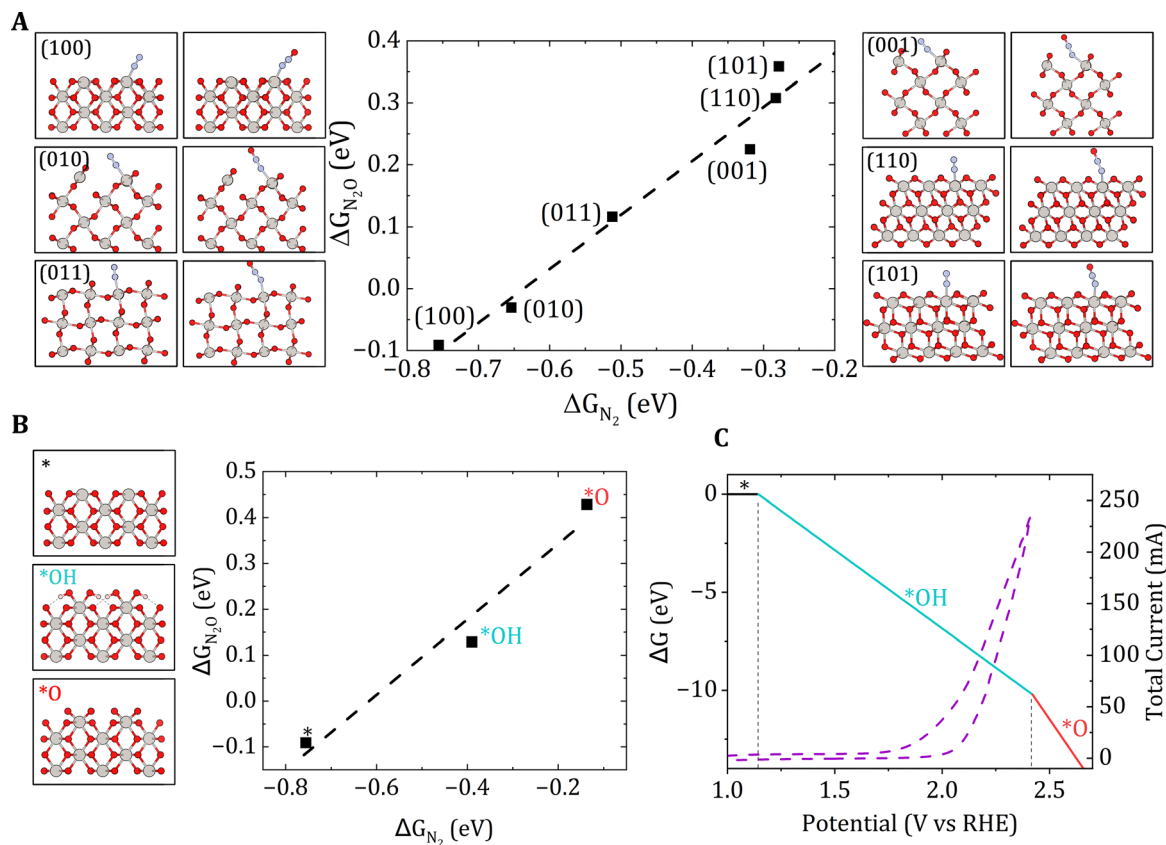 A
(100)
(010)
(011)
0.4
0.3
0.2
0.1
0.0
−0.1
ΔG_N₂O (eV)
(101)
(110)
(001)
(011)
(010)
(100)
−0.8 −0.7 −0.6 −0.5 −0.4 −0.3 −0.2
ΔG_N₂ (eV)
(001)
(110)
(101)
B
*
*OH
*O
0.5
0.4
0.3
0.2
0.1
0.0
−0.1
ΔG_N₂O (eV)
*O
*OH
*
−0.8 −0.6 −0.4 −0.2
ΔG_N₂ (eV)
C
0
−5
−10
ΔG (eV)
*
*OH
*O
250
200
150
100
50
0
Total Current (mA)
1.0 1.5 2.0 2.5
Potential (V vs RHE)